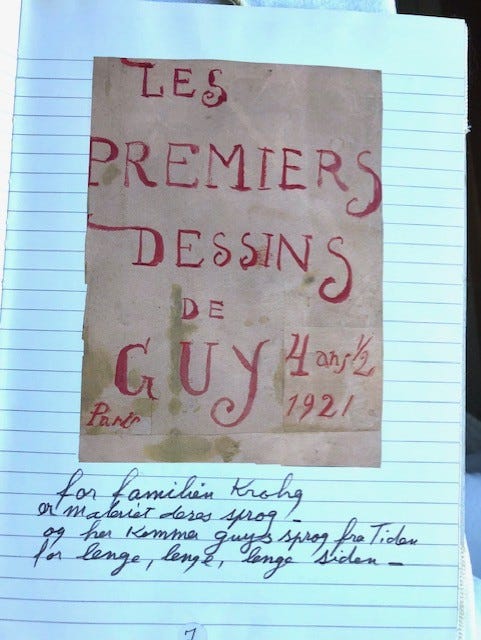 LES
PREMIERS
DESSINS
DE
GUY
4 ans 1/2
Paris
1921
for familien Krohg
er maleriet deres sprog –
og her kommer guys sprog fra Tiden
for lenge, lenge, lenge siden –
7